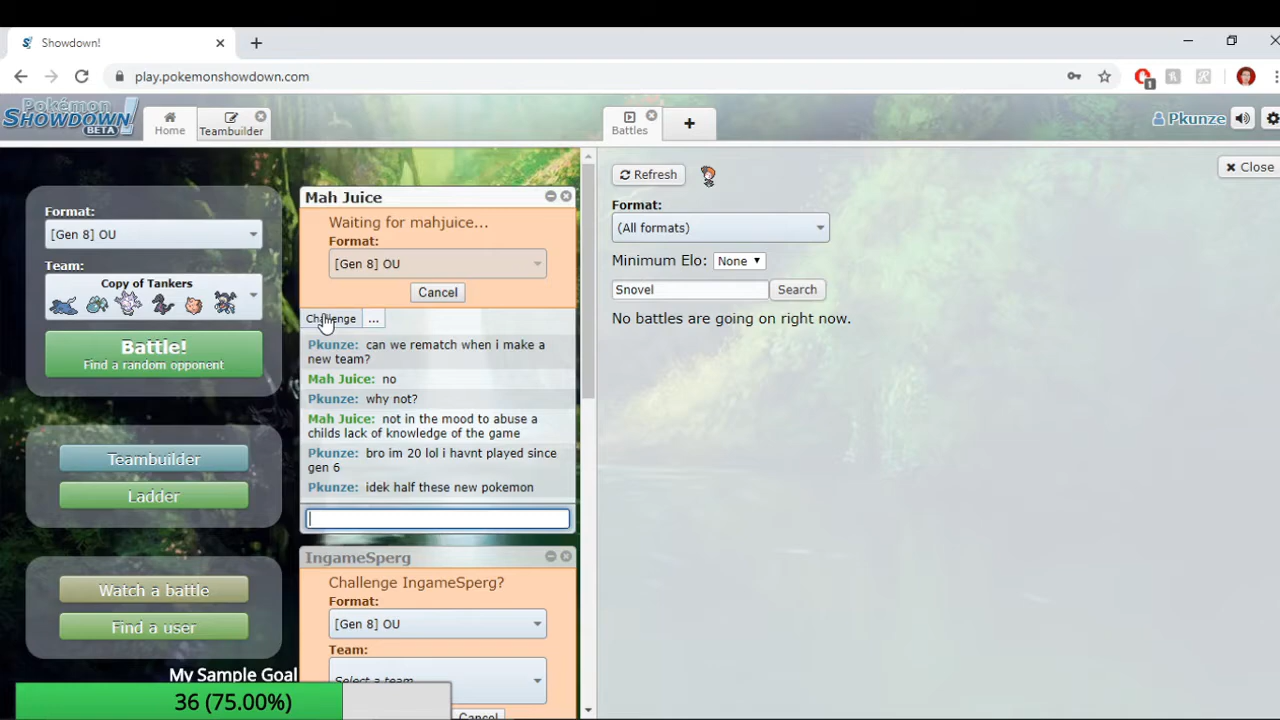 Showdown!
play.pokemonshowdown.com
1
Pokémon
SHOWDOWN!
BETA
Home
Teambuilder
Battles
Pkunze
Format:
[Gen 8] OU
Team:
Copy of Tankers
Battle!
Find a random opponent
Teambuilder
Ladder
Watch a battle
Find a user
My Sample Goal
36 (75.00%)
Mah Juice
Waiting for mahjuice...
Format:
[Gen 8] OU
Cancel
Challenge ...
Pkunze: can we rematch when i make a
new team?
Mah Juice: no
Pkunze: why not?
Mah Juice: not in the mood to abuse a
childs lack of knowledge of the game
Pkunze: bro im 20 lol i havnt played since
gen 6
Pkunze: idek half these new pokemon
IngameSperg
Challenge IngameSperg?
Format:
[Gen 8] OU
Team:
Select a team
Cancel
Refresh
Close
Format:
(All formats)
Minimum Elo: None
Snovel Search
No battles are going on right now.